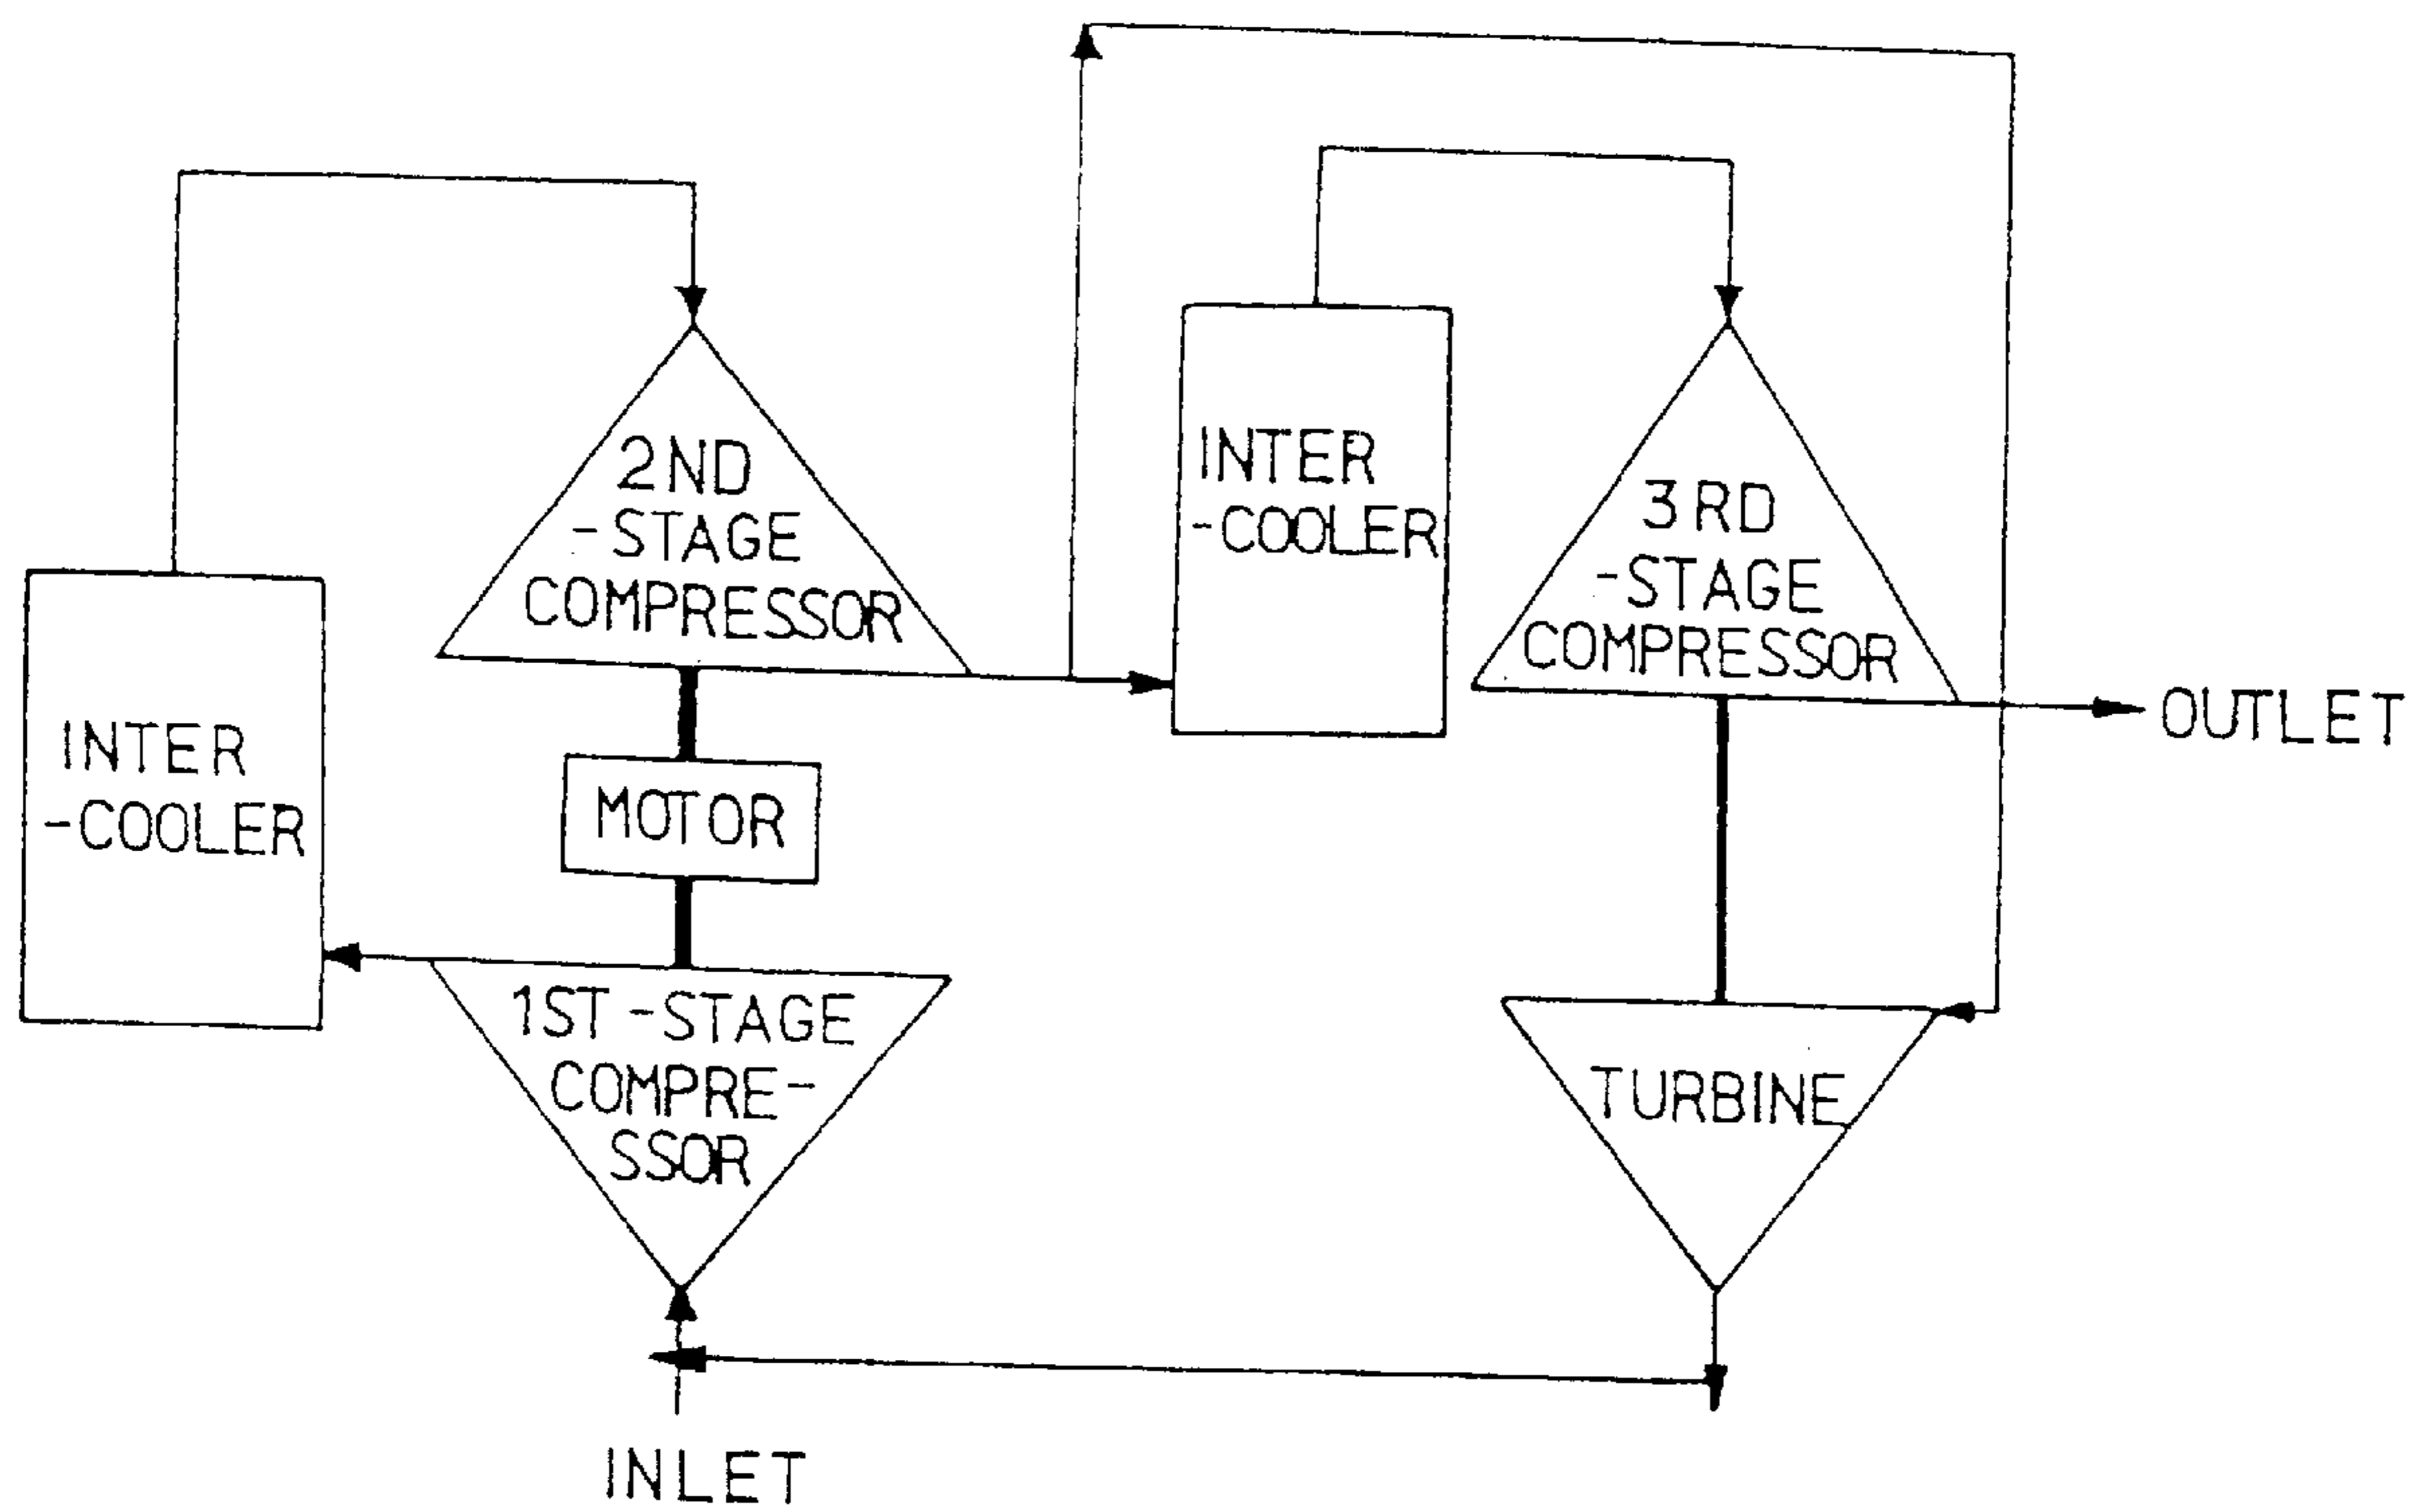 2ND
-STAGE
COMPRESSOR
INTER
-COOLER
3RD
-STAGE
COMPRESSOR
OUTLET
INTER
-COOLER
MOTOR
1ST-STAGE
COMPRE-
SSOR
TURBINE
INLET